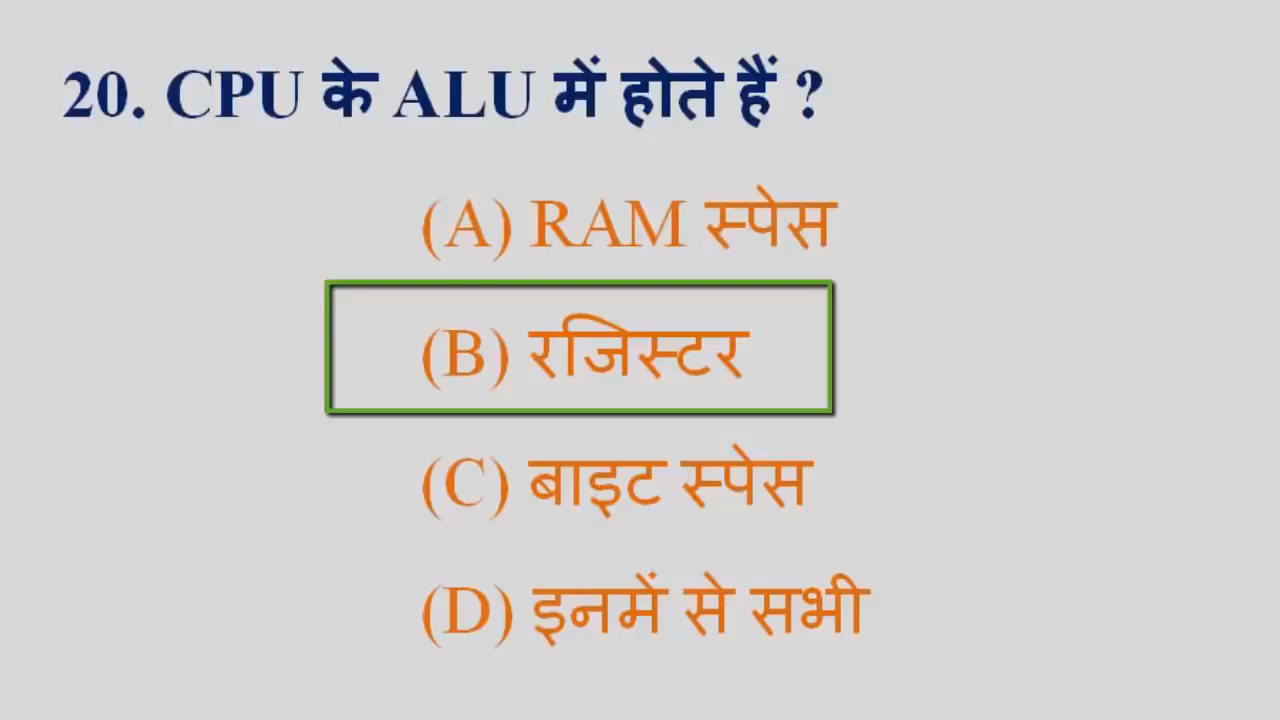 20. CPU के ALU में होते हैं ?
(A) RAM स्पेस
(B) रजिस्टर
(C) बाइट स्पेस
(D) इनमें से सभी